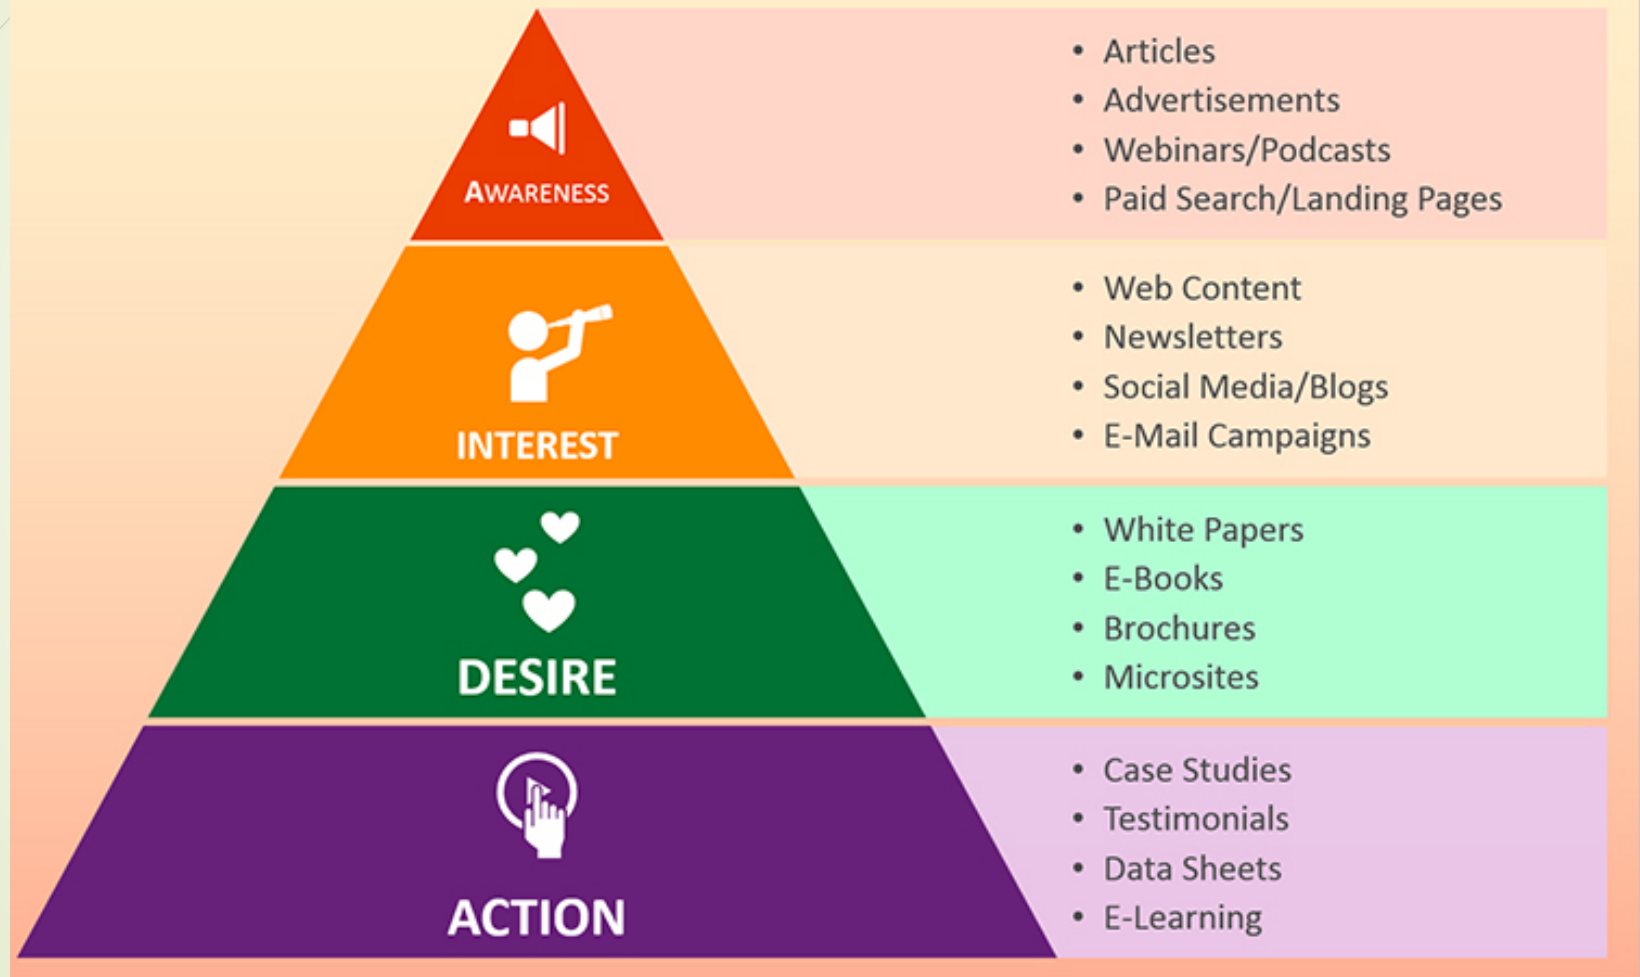 AWARENESS
• Articles
• Advertisements
• Webinars/Podcasts
• Paid Search/Landing Pages
INTEREST
• Web Content
• Newsletters
• Social Media/Blogs
• E-Mail Campaigns
DESIRE
• White Papers
• E-Books
• Brochures
• Microsites
ACTION
• Case Studies
• Testimonials
• Data Sheets
• E-Learning